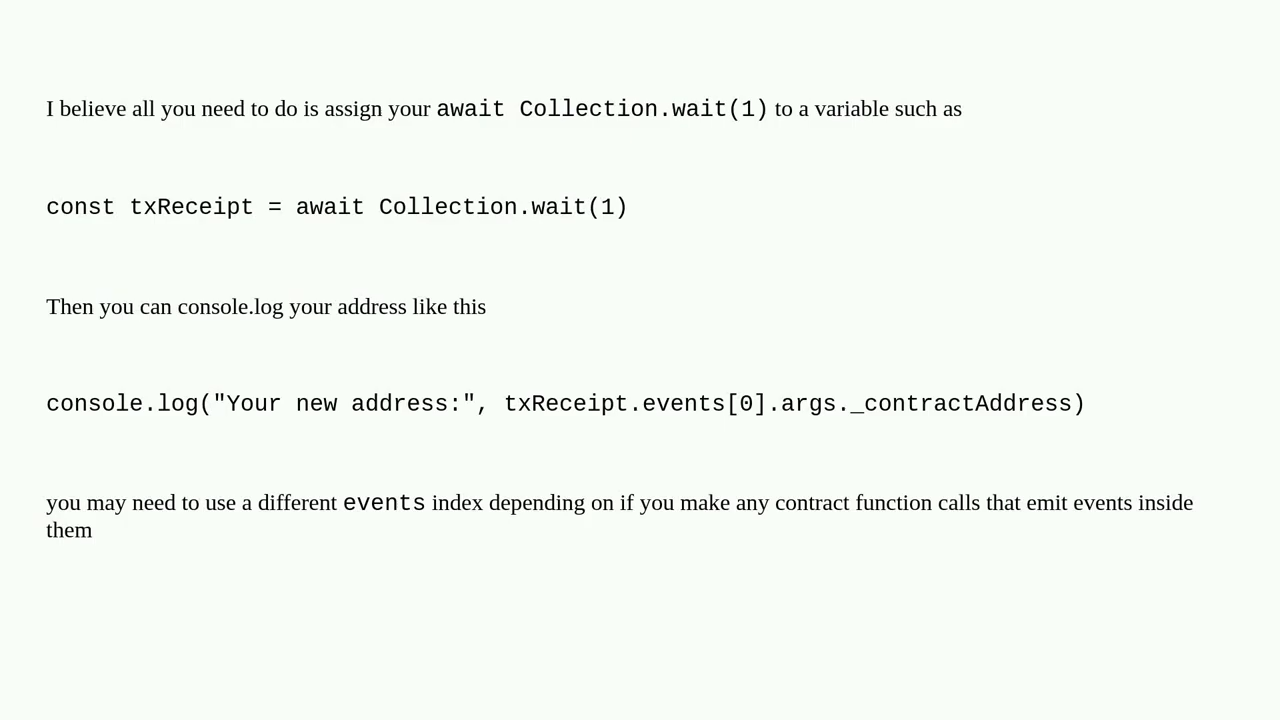 I believe all you need to do is assign your await Collection.wait(1) to a variable such as
const txReceipt = await Collection.wait(1)
Then you can console.log your address like this
console.log("Your new address:", txReceipt.events[0].args._contractAddress)
you may need to use a different events index depending on if you make any contract function calls that emit events inside
them